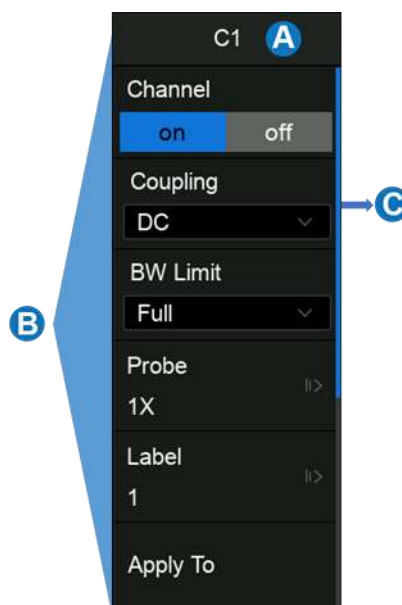 C1 A
Channel
on off
Coupling
DC
C
BW Limit
Full
B
Probe
1X
Label
1
Apply To